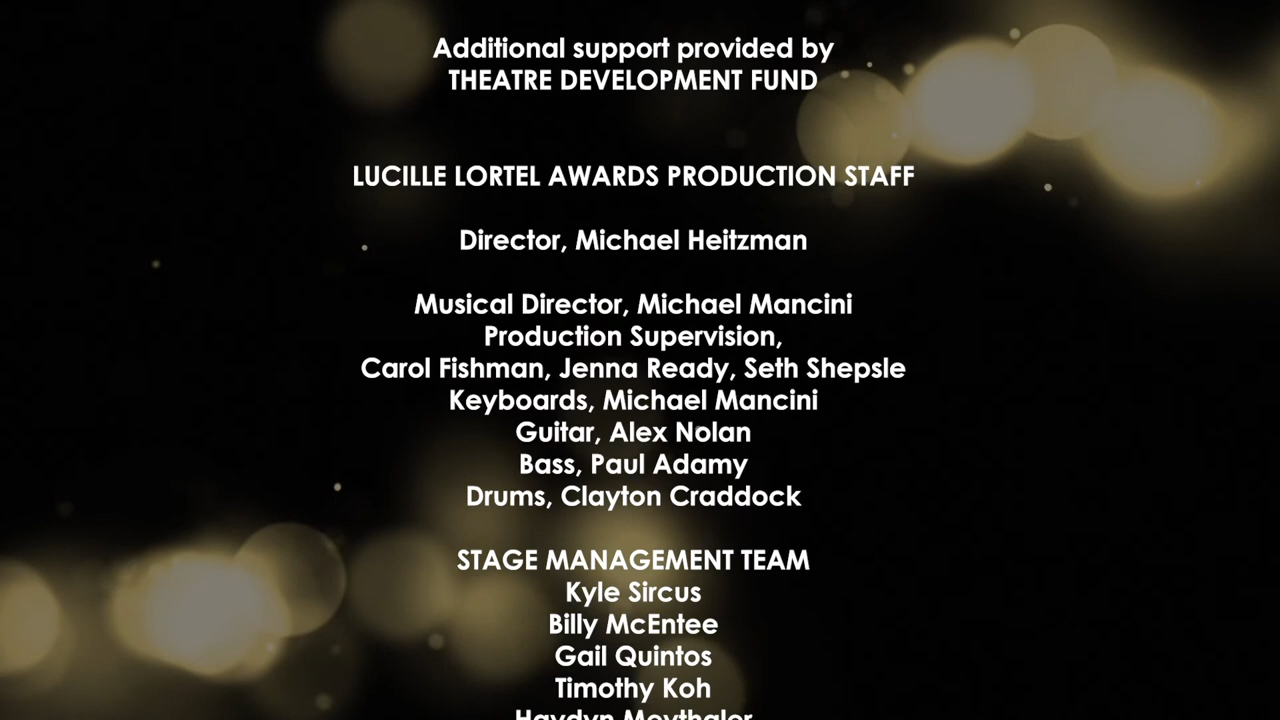 Additional support provided by
THEATRE DEVELOPMENT FUND
LUCILLE LORTEL AWARDS PRODUCTION STAFF
Director, Michael Heitzman
Musical Director, Michael Mancini
Production Supervision,
Carol Fishman, Jenna Ready, Seth Shepsle
Keyboards, Michael Mancini
Guitar, Alex Nolan
Bass, Paul Adamy
Drums, Clayton Craddock
STAGE MANAGEMENT TEAM
Kyle Sircus
Billy McEntee
Gail Quintos
Timothy Koh